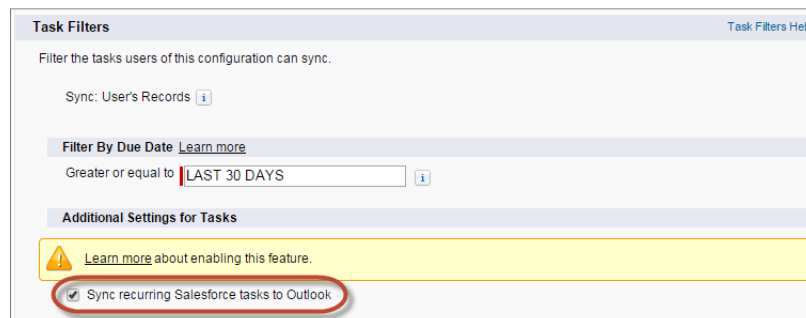 Task Filters
Task Filters Hel
Filter the tasks users of this configuration can sync.
Sync: User's Records i
Filter By Due Date Learn more
Greater or equal to LAST 30 DAYS i
Additional Settings for Tasks
Learn more about enabling this feature.
Sync recurring Salesforce tasks to Outlook